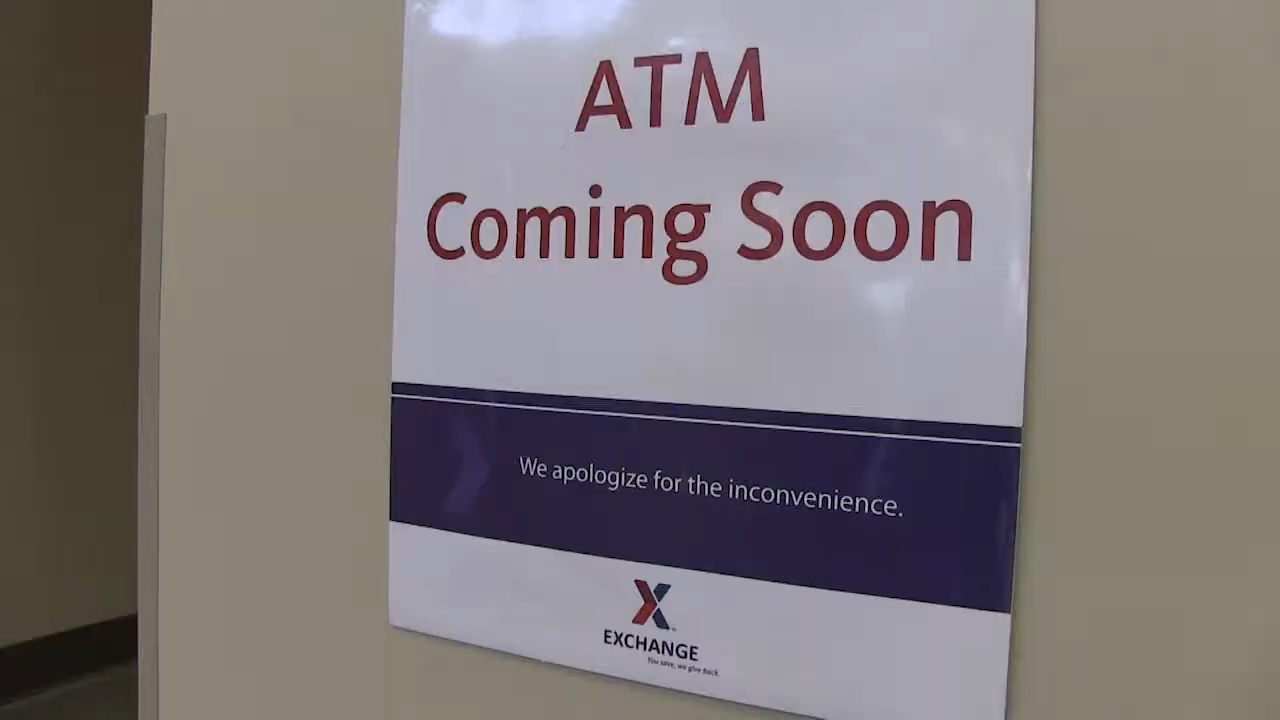 ATM
Coming Soon
We apologize for the inconvenience.
X
EXCHANGE
You save, we give back.